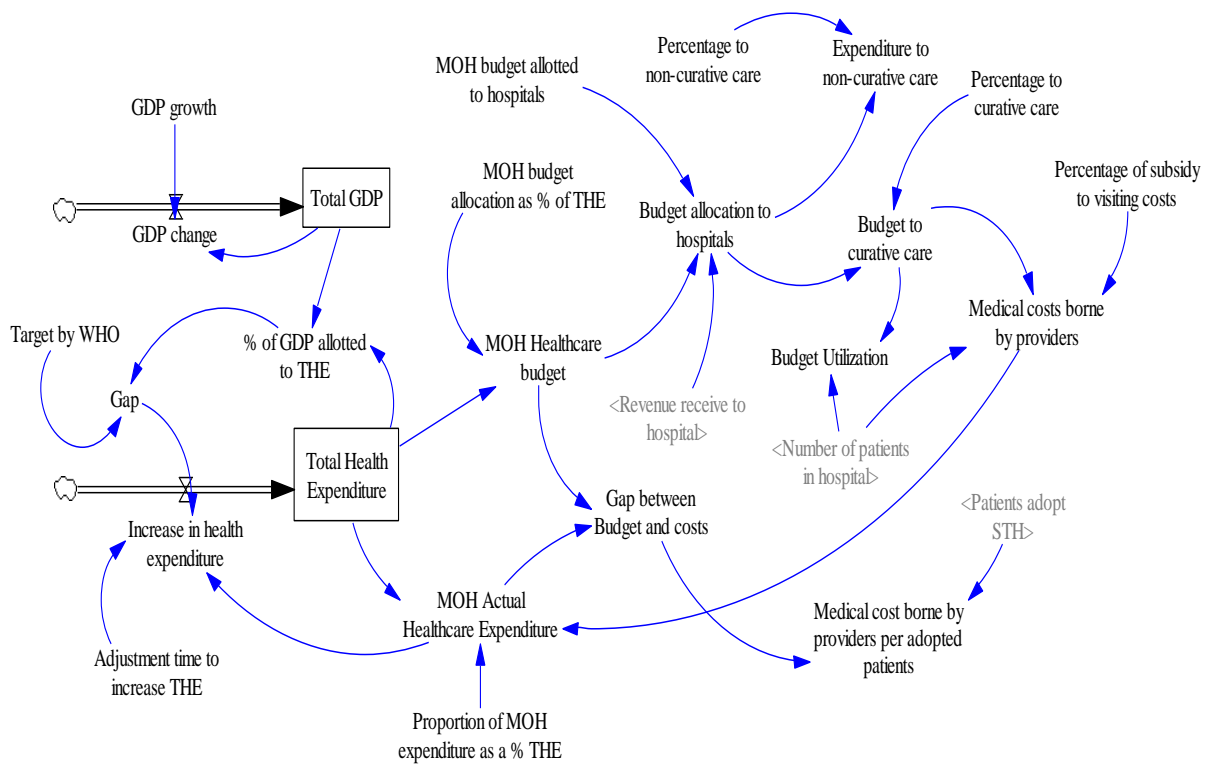 Percentage to
non-curative care
Expenditure to
non-curative care
MOH budget allotted
to hospitals
Percentage to
curative care
GDP growth
MOH budget
allocation as % of THE
Percentage of subsidy
to visiting costs
Total GDP
GDP change
Budget allocation to
hospitals
Budget to
curative care
Target by WHO
% of GDP allotted
to THE
MOH Healthcare
budget
Medical costs borne
by providers
Budget Utilization
Gap
<Revenue receive to
hospital>
<Number of patients
in hospital>
Total Health
Expenditure
Gap between
Budget and costs
<Patients adopt
STH>
Increase in health
expenditure
MOH Actual
Healthcare Expenditure
Medical cost borne by
providers per adopted
patients
Adjustment time to
increase THE
Proportion of MOH
expenditure as a % THE